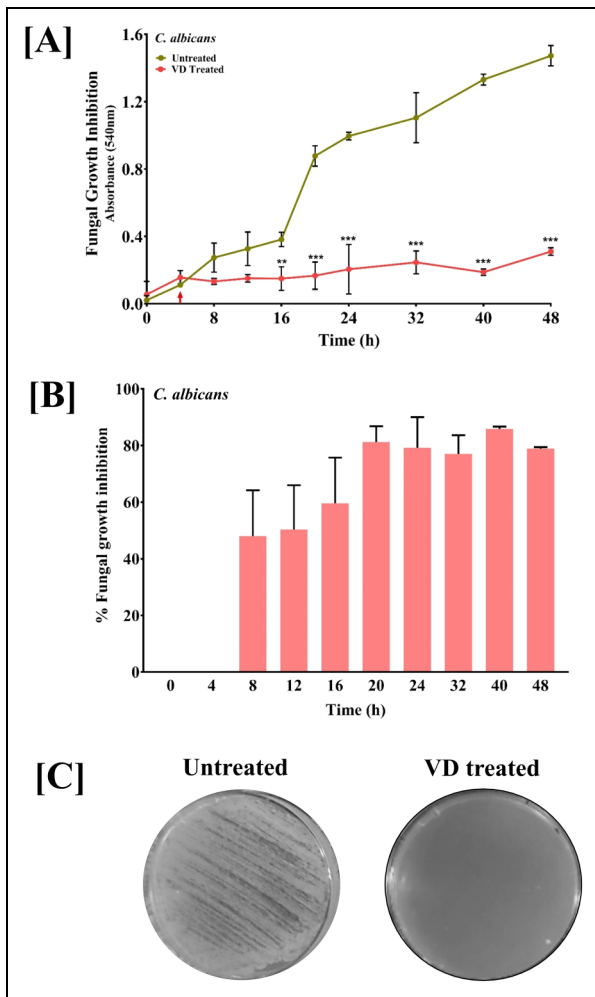 [A]
C. albicans
Untreated
VD Treated
Fungal Growth Inhibition
Absorbance (540nm)
1.6
1.2
0.8
0.4
0.0
** *** *** *** *** ***
0 8 16 24 32 40 48
Time (h)
[B]
C. albicans
% Fungal growth inhibition
100
80
60
40
20
0
0 4 8 12 16 20 24 32 40 48
Time (h)
[C]
Untreated VD treated